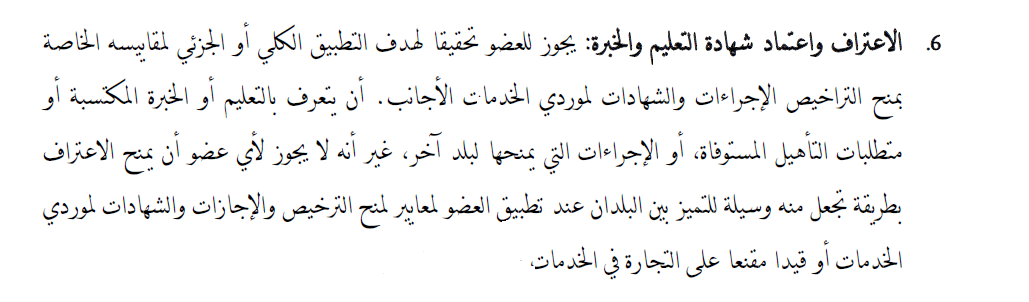 6. الاعتراف واعتماد شهادة التعليم والخبرة: يجوز للعضو تحقيقا لهدف التطبيق الكلي أو الجزئي لمقاييسه الخاصة
بمنح التراخيص الإجراءات والشهادات لموردي الخدمات الأجانب. أن يتعرف بالتعليم أو الخبرة المكتسبة أو
متطلبات التأهيل المستوفاة، أو الإجراءات التي يمنحها لبلد آخر، غير أنه لا يجوز لأي عضو أن يمنح الاعتراف
بطريقة تجعل منه وسيلة للتميز بين البلدان عند تطبيق العضو لمعايير لمنح الترخيص والإجازات والشهادات لموردي
الخدمات أو قيدا مقنعا على التجارة في الخدمات،